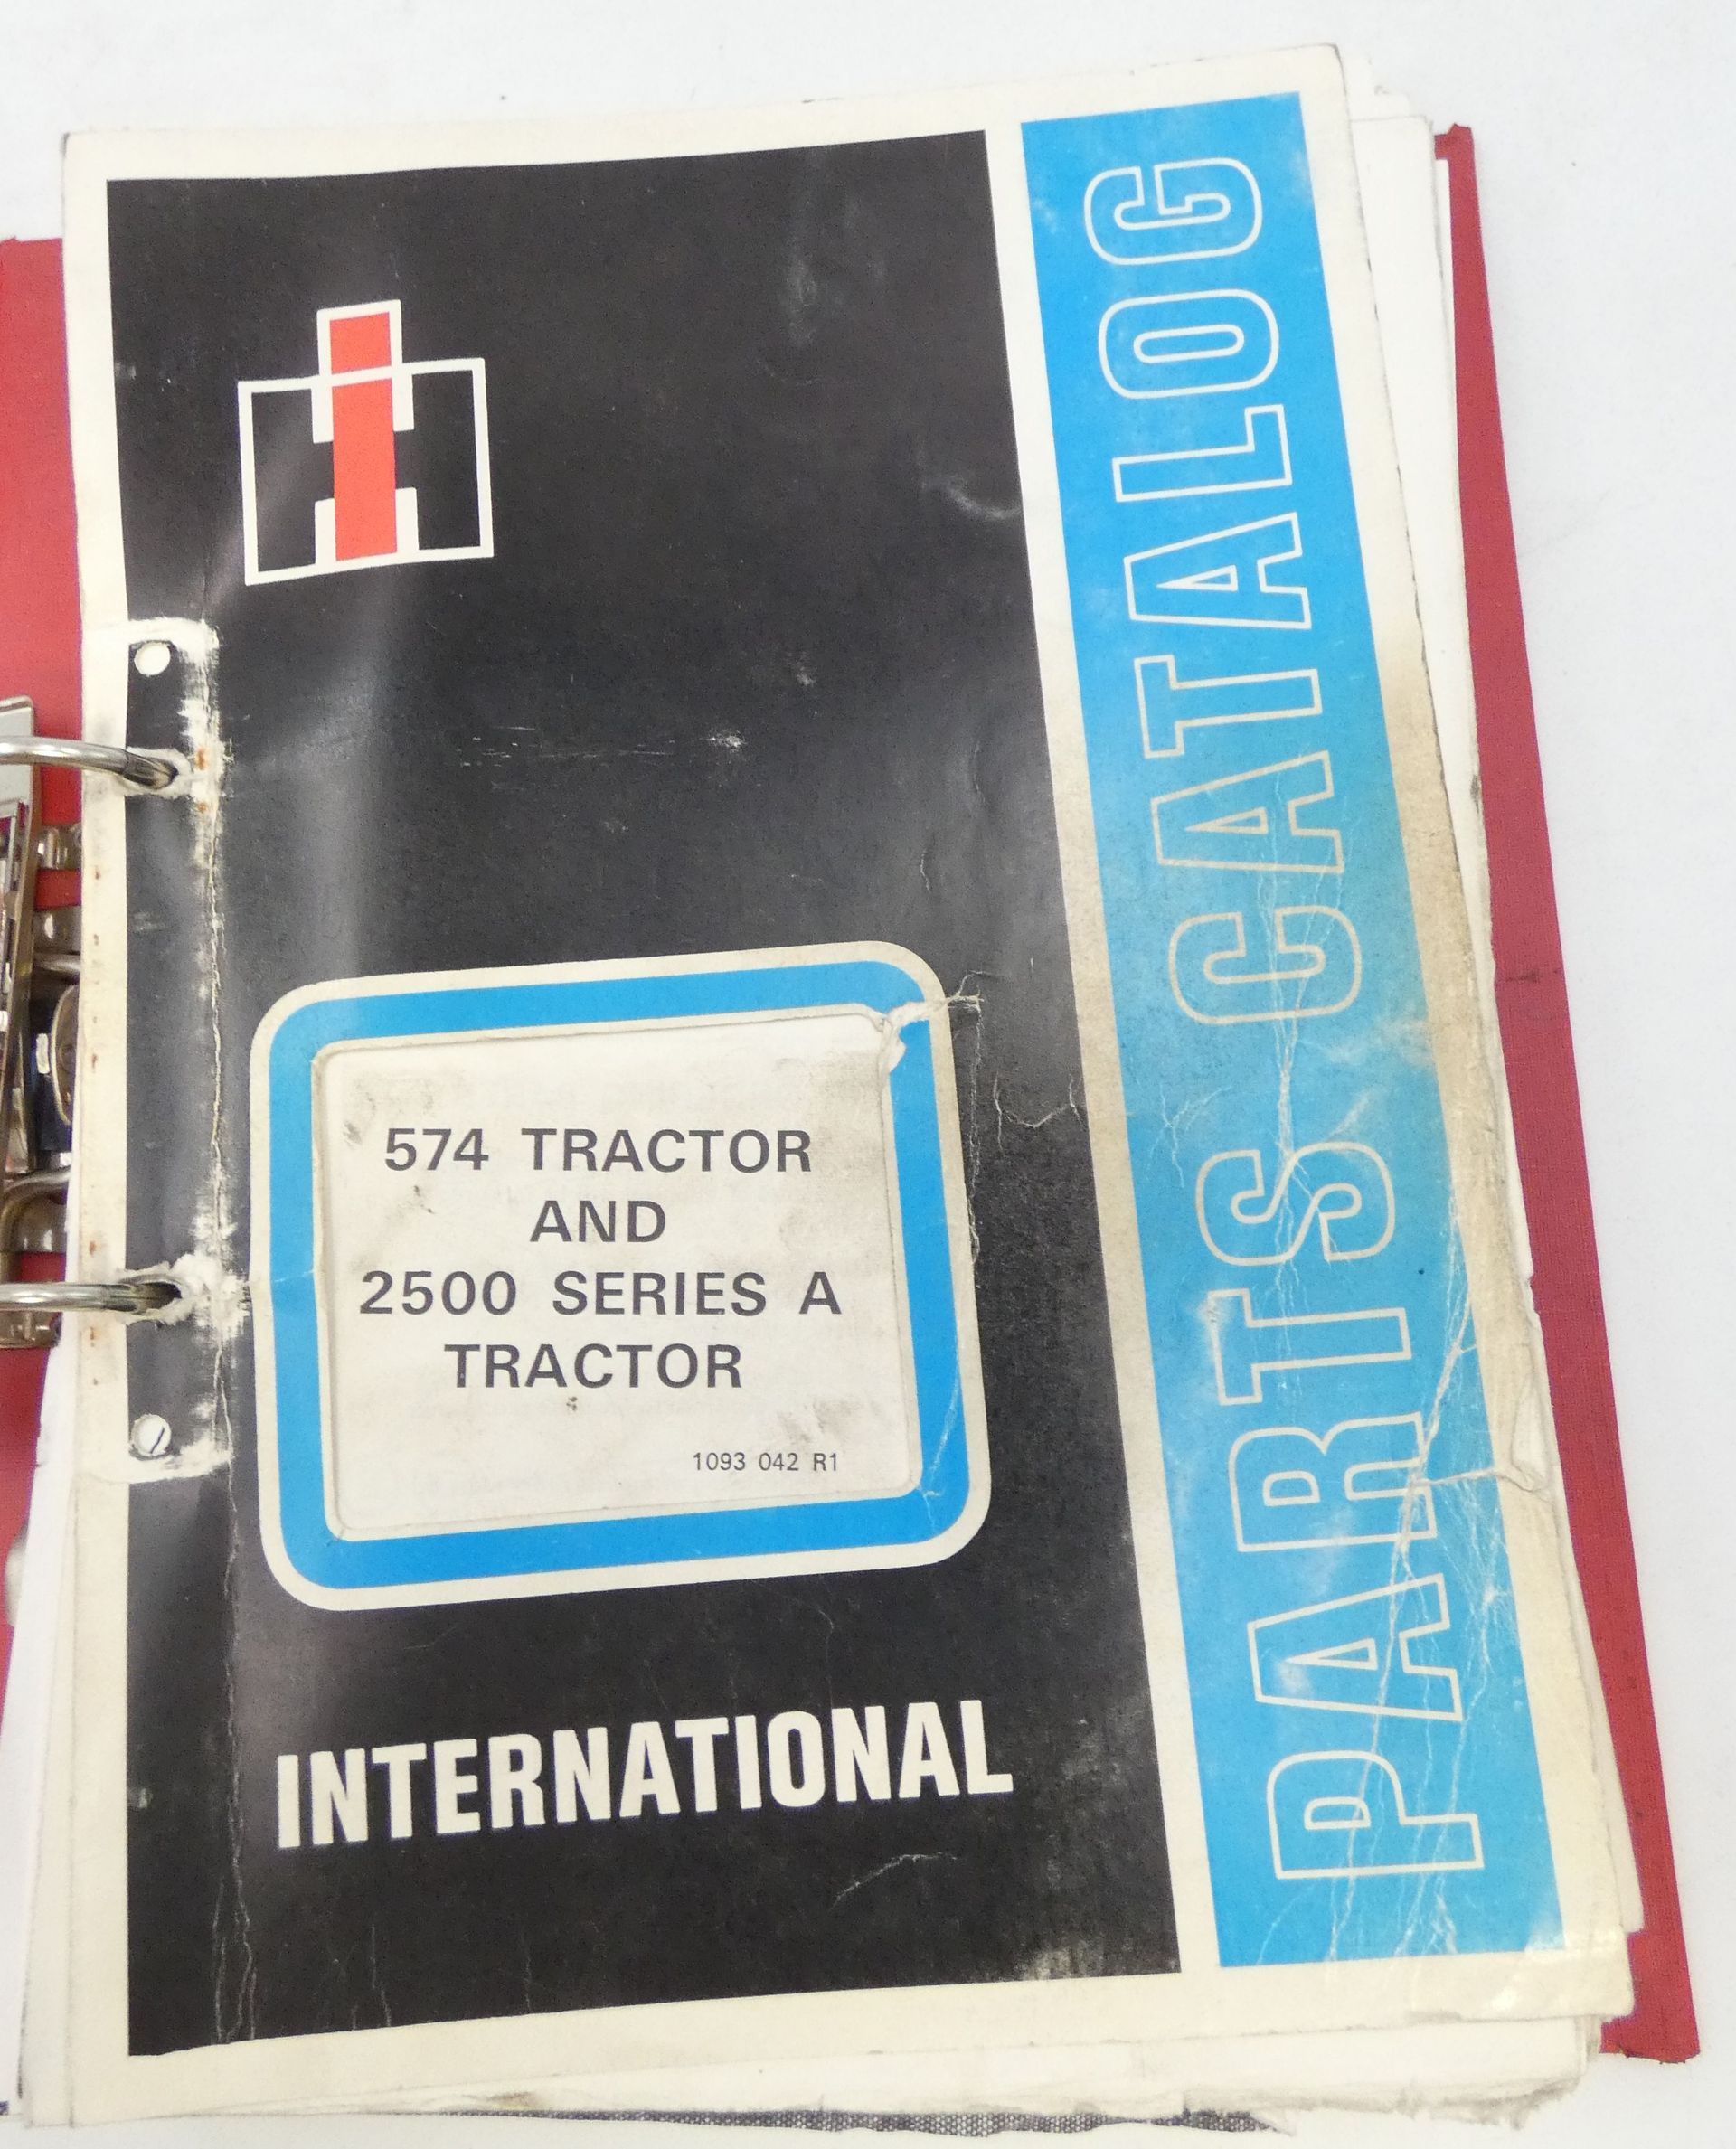 574 TRACTOR
AND
2500 SERIES A
TRACTOR
1093 042 R1
INTERNATIONAL
PARTS CATALOG